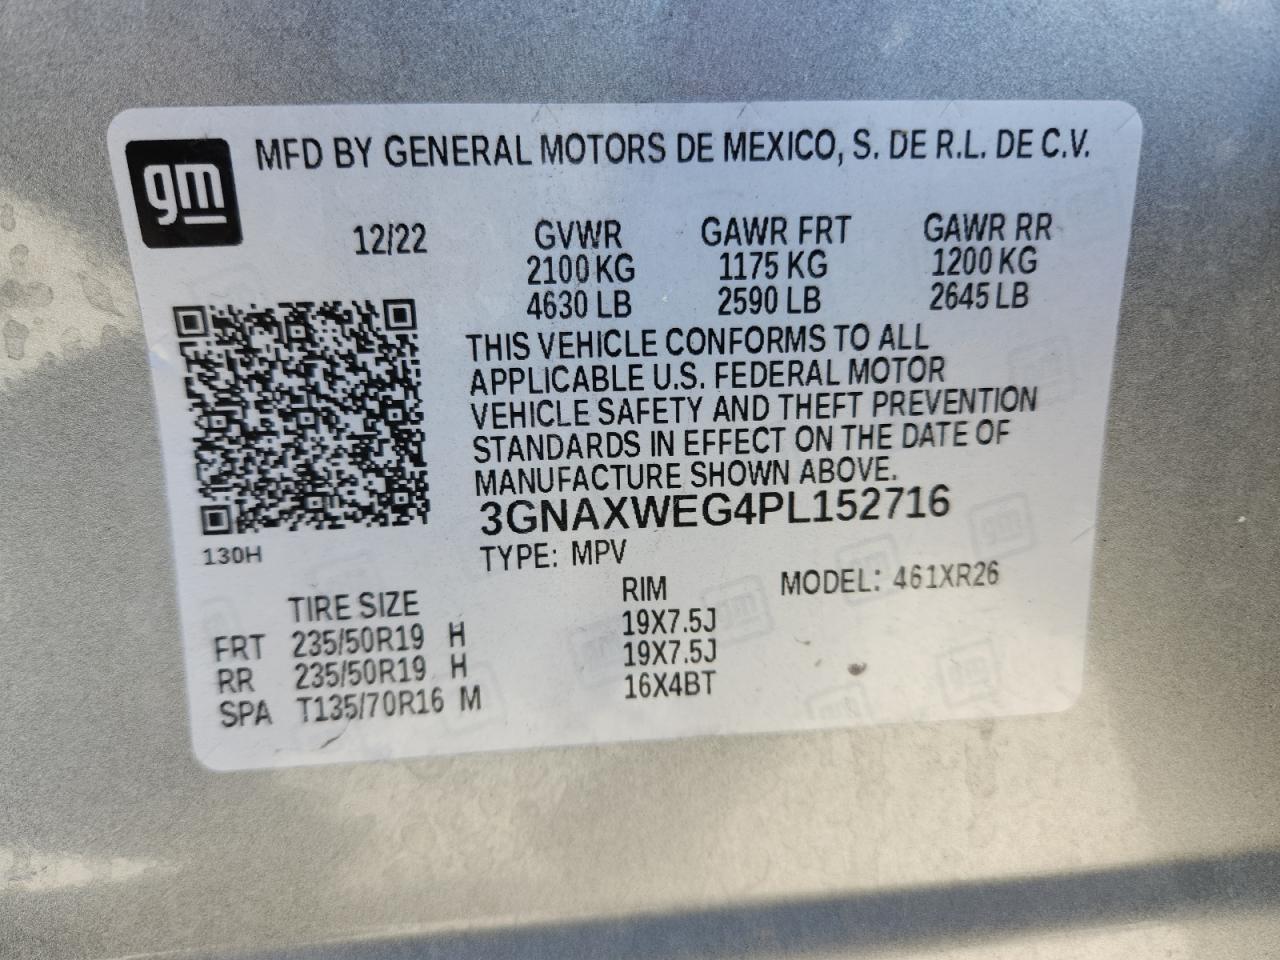 gm
MFD BY GENERAL MOTORS DE MEXICO, S. DE R.L. DE C.V.
12/22 GVWR GAWR FRT GAWR RR
2100 KG 1175 KG 1200 KG
4630 LB 2590 LB 2645 LB
THIS VEHICLE CONFORMS TO ALL
APPLICABLE U.S. FEDERAL MOTOR
VEHICLE SAFETY AND THEFT PREVENTION
STANDARDS IN EFFECT ON THE DATE OF
MANUFACTURE SHOWN ABOVE.
3GNAXWEG4PL152716
130H
TYPE: MPV
TIRE SIZE RIM MODEL: 461XR26
FRT 235/50R19 H 19X7.5J
RR 235/50R19 H 19X7.5J
SPA T135/70R16 M 16X4BT